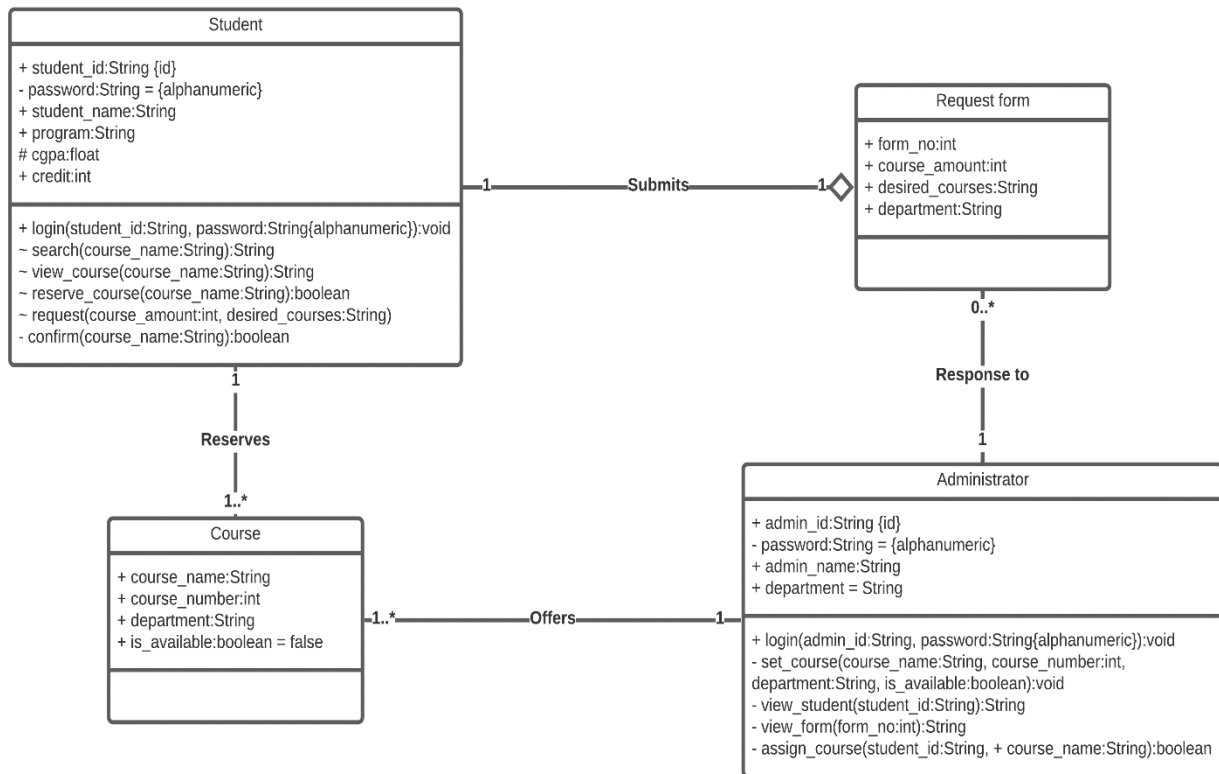 Student
+ student_id:String {id}
- password:String = {alphanumeric}
+ student_name:String
+ program:String
# cgpa:float
+ credit:int
+ login(student_id:String, password:String{alphanumeric}):void
~ search(course_name:String):String
~ view_course(course_name:String):String
~ reserve_course(course_name:String):boolean
~ request(course_amount:int, desired_courses:String)
- confirm(course_name:String):boolean
1
Submits
1
Request form
+ form_no:int
+ course_amount:int
+ desired_courses:String
+ department:String
0..*
Response to
1
1
Reserves
1..*
Course
+ course_name:String
+ course_number:int
+ department:String
+ is_available:boolean = false
1..*
Offers
1
Administrator
+ admin_id:String {id}
- password:String = {alphanumeric}
+ admin_name:String
+ department = String
+ login(admin_id:String, password:String{alphanumeric}):void
- set_course(course_name:String, course_number:int,
department:String, is_available:boolean):void
- view_student(student_id:String):String
- view_form(form_no:int):String
- assign_course(student_id:String, + course_name:String):boolean